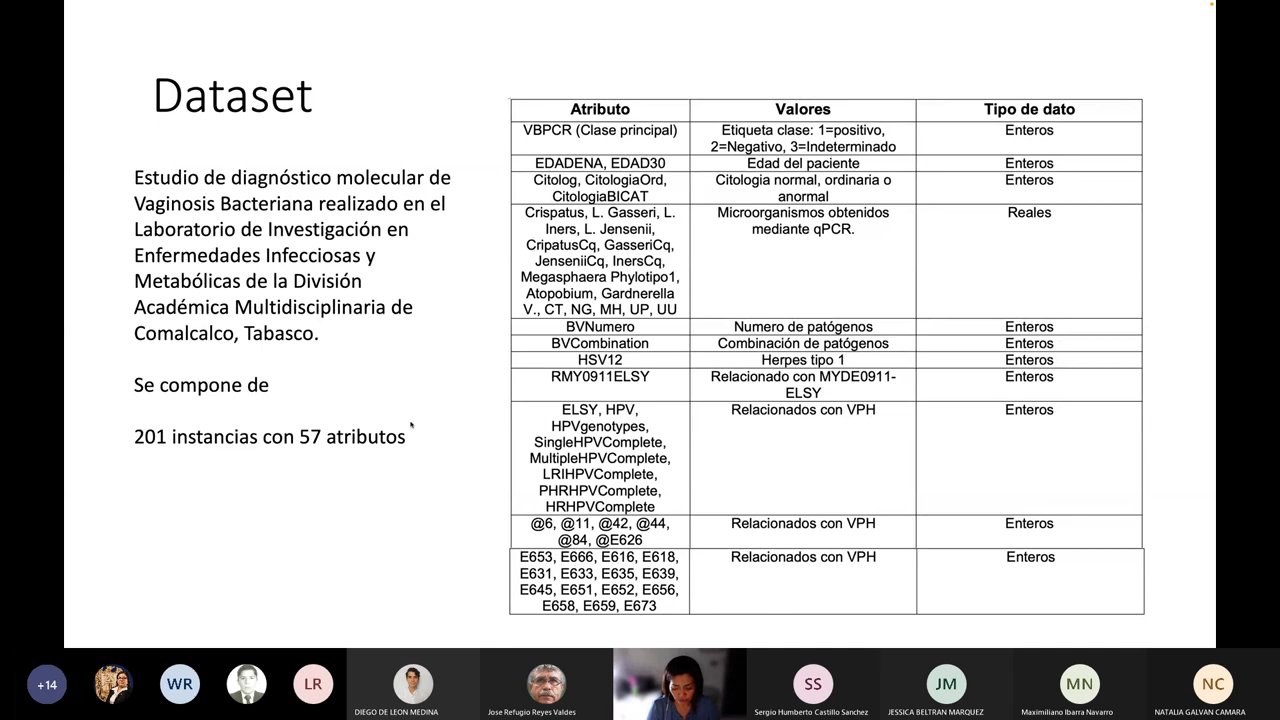 Dataset
Estudio de diagnóstico molecular de
Vaginosis Bacteriana realizado en el
Laboratorio de Investigación en
Enfermedades Infecciosas y
Metabólicas de la División
Académica Multidisciplinaria de
Comalcalco, Tabasco.
Se compone de
201 instancias con 57 atributos
Atributo Valores Tipo de dato
VBPCR (Clase principal) Etiqueta clase: 1=positivo, Enteros
2=Negativo, 3=Indeterminado
EDADENA, EDAD30 Edad del paciente Enteros
Citolog, CitologiaOrd, Citologia normal, ordinaria o Enteros
CitologiaBICAT anormal
Crispatus, L. Gasseri, L. Microorganismos obtenidos Reales
Iners, L. Jensenii, mediante qPCR.
CripatusCq, GasseriCq,
JenseniiCq, InersCq,
Megasphaera Phylotipo1,
Atopobium, Gardnerella
V., CT, NG, MH, UP, UU
BVNumero Numero de patógenos Enteros
BVCombination Combinación de patógenos Enteros
HSV12 Herpes tipo 1 Enteros
RMY0911ELSY Relacionado con MYDE0911- Enteros
ELSY
ELSY, HPV, Relacionados con VPH Enteros
HPVgenotypes,
SingleHPVComplete,
MultipleHPVComplete,
LRIHPVComplete,
PHRHPVComplete,
HRHPVComplete
@6, @11, @42, @44, Relacionados con VPH Enteros
@84, @E626
E653, E666, E616, E618, Relacionados con VPH Enteros
E631, E633, E635, E639,
E645, E651, E652, E656,
E658, E659, E673
+14 WR LR SS JM MN NC
DIEGO DE LEON MEDINA Jose Refugio Reyes Valdes Sergio Humberto Castillo Sanchez JESSICA BELTRAN MARQUEZ Maximiliano Ibarra Navarro NATALIA GALVAN CAMARA